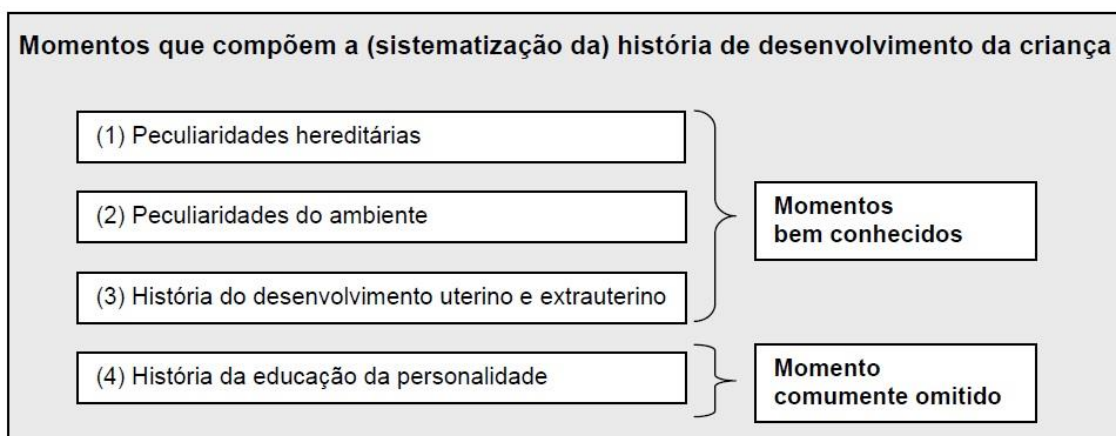 Momentos que compõem a (sistematização da) história de desenvolvimento da criança
(1) Peculiaridades hereditárias
(2) Peculiaridades do ambiente
(3) História do desenvolvimento uterino e extrauterino
Momentos
bem conhecidos
(4) História da educação da personalidade
Momento
comumente omitido